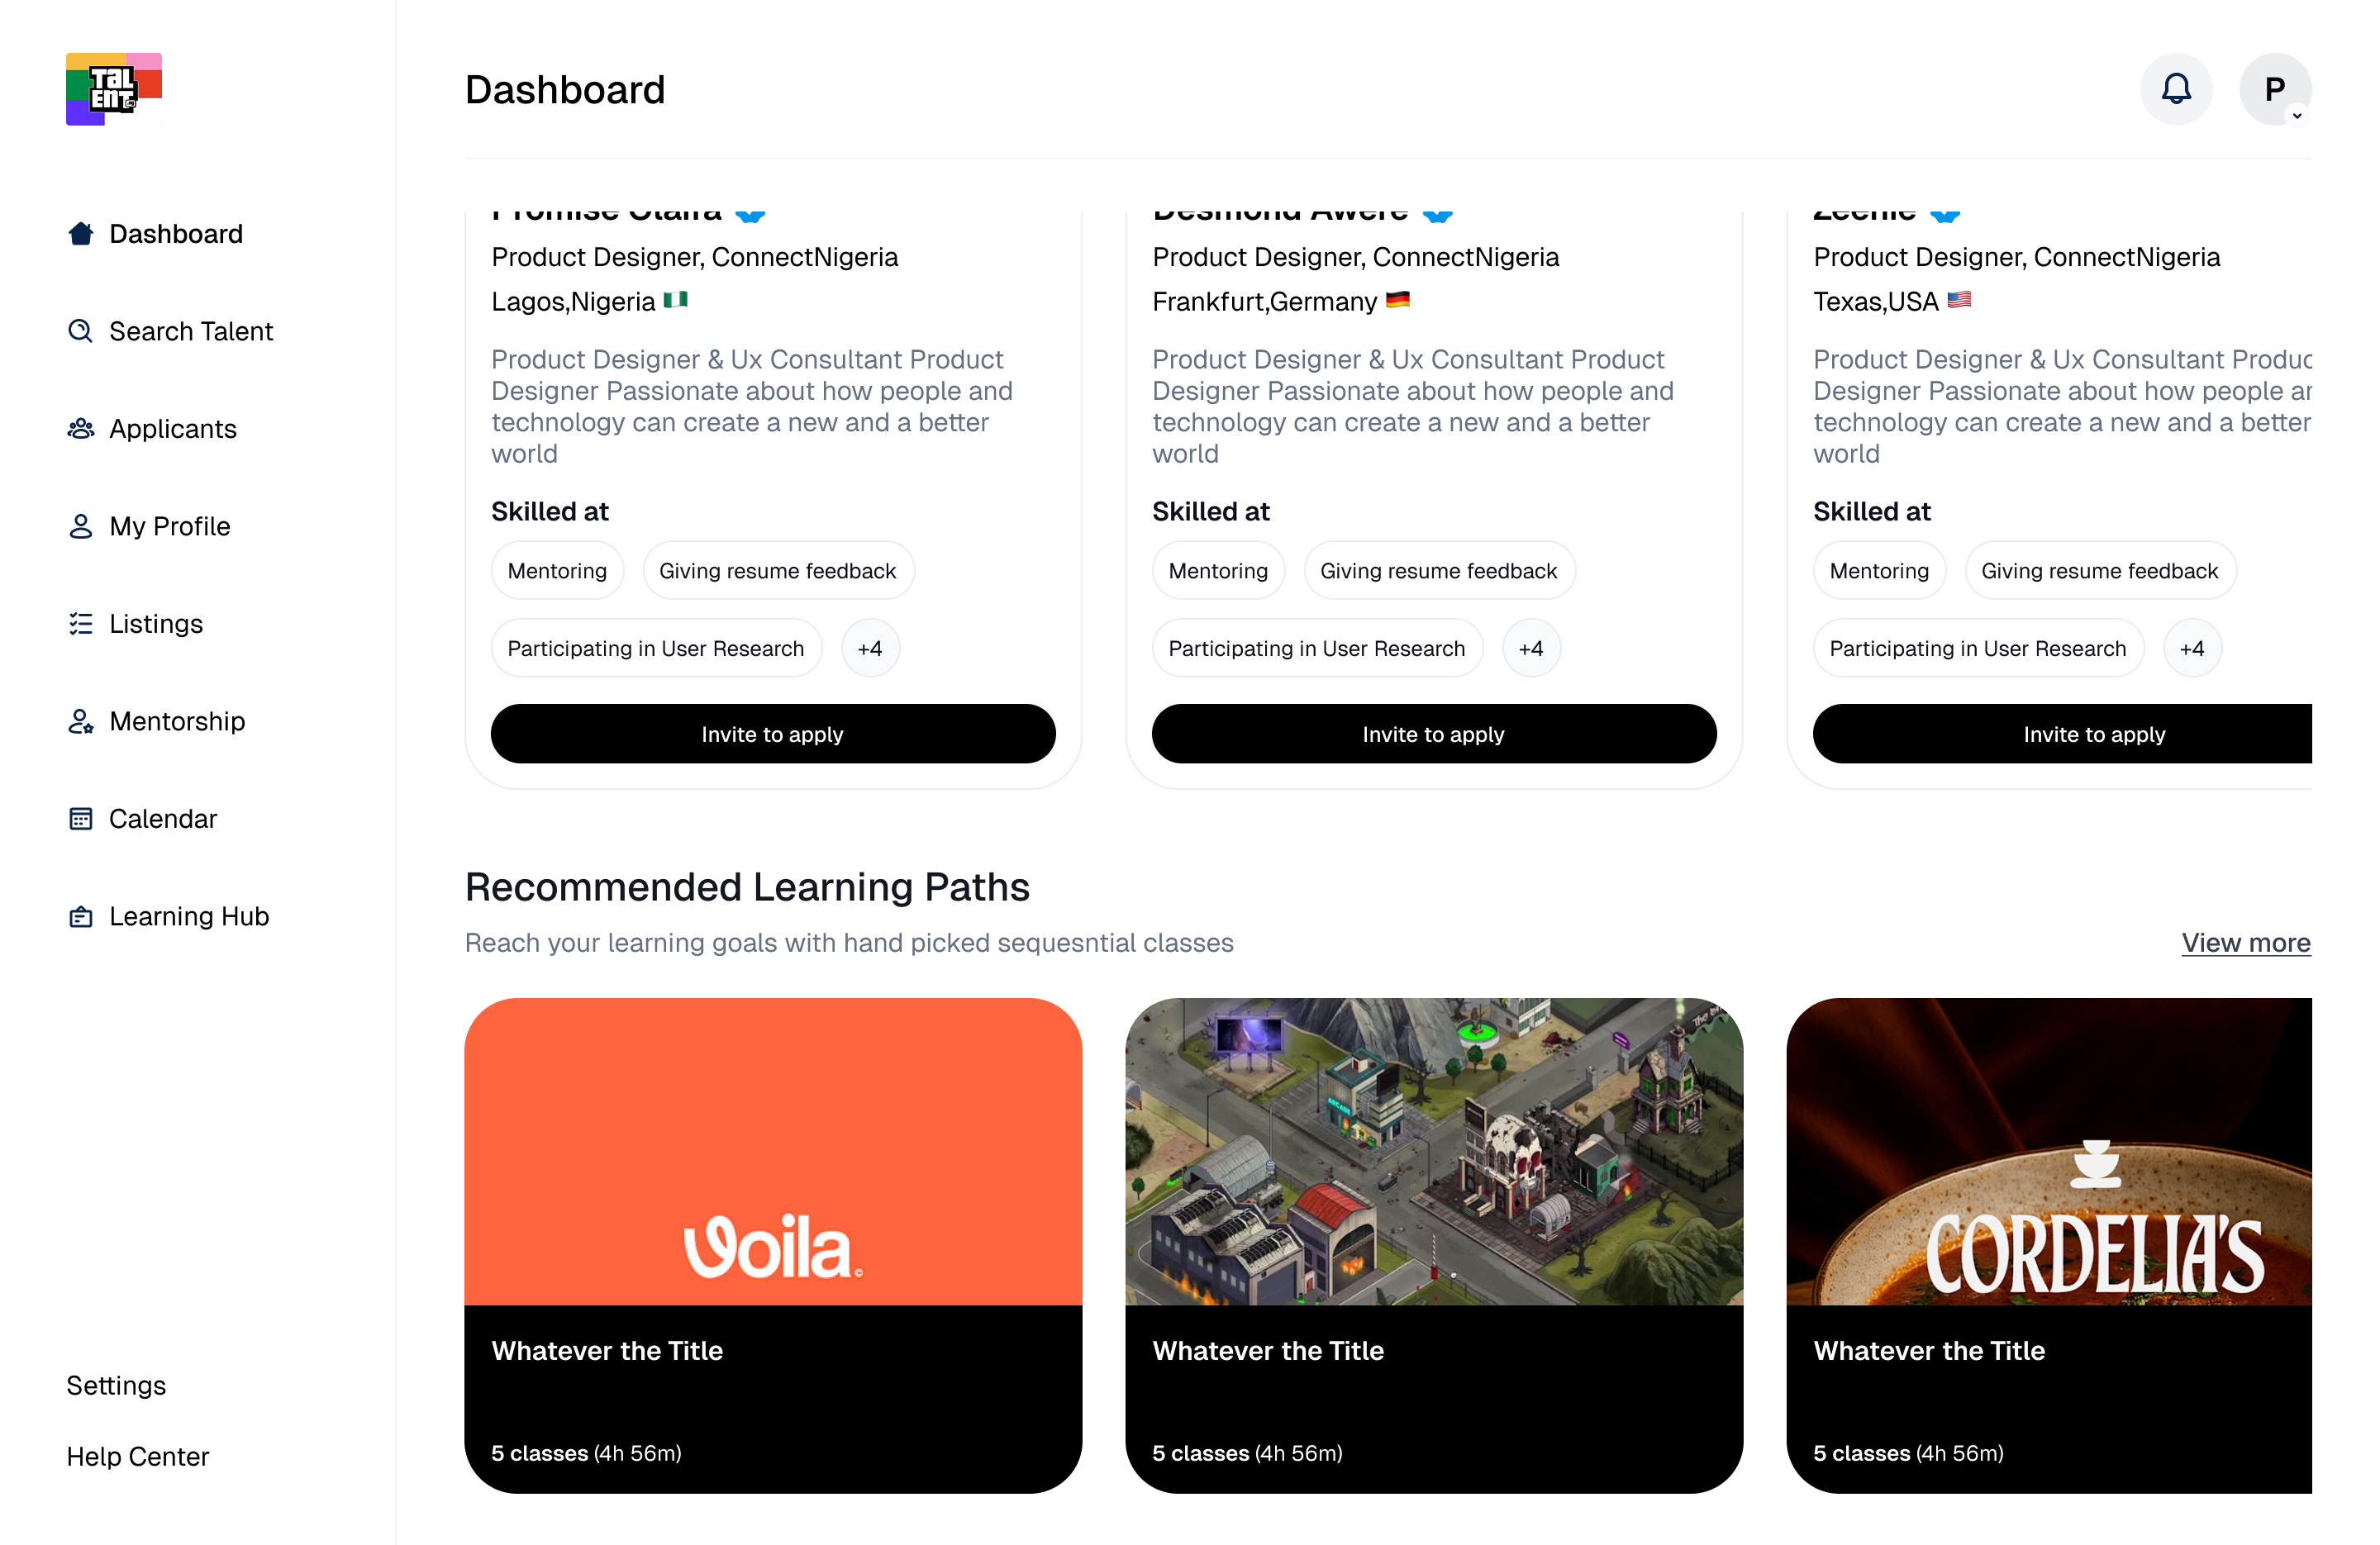 TaL
ENT
Dashboard
P
Dashboard
Search Talent
Applicants
My Profile
Listings
Mentorship
Calendar
Learning Hub
Settings
Help Center
Promise Olaifa
Product Designer, ConnectNigeria
Lagos,Nigeria
Product Designer & Ux Consultant Product
Designer Passionate about how people and
technology can create a new and a better
world
Skilled at
Mentoring
Giving resume feedback
Participating in User Research
+4
Invite to apply
Desmond Awere
Product Designer, ConnectNigeria
Frankfurt,Germany
Product Designer & Ux Consultant Product
Designer Passionate about how people and
technology can create a new and a better
world
Skilled at
Mentoring
Giving resume feedback
Participating in User Research
+4
Invite to apply
Zeenie
Product Designer, ConnectNigeria
Texas,USA
Product Designer & Ux Consultant Produc
Designer Passionate about how people ar
technology can create a new and a better
world
Skilled at
Mentoring
Giving resume feedback
Participating in User Research
+4
Invite to apply
Recommended Learning Paths
Reach your learning goals with hand picked sequesntial classes
View more
Voila
Whatever the Title
5 classes (4h 56m)
ARCADE
Whatever the Title
5 classes (4h 56m)
CORDELIA'S
Whatever the Title
5 classes (4h 56m)